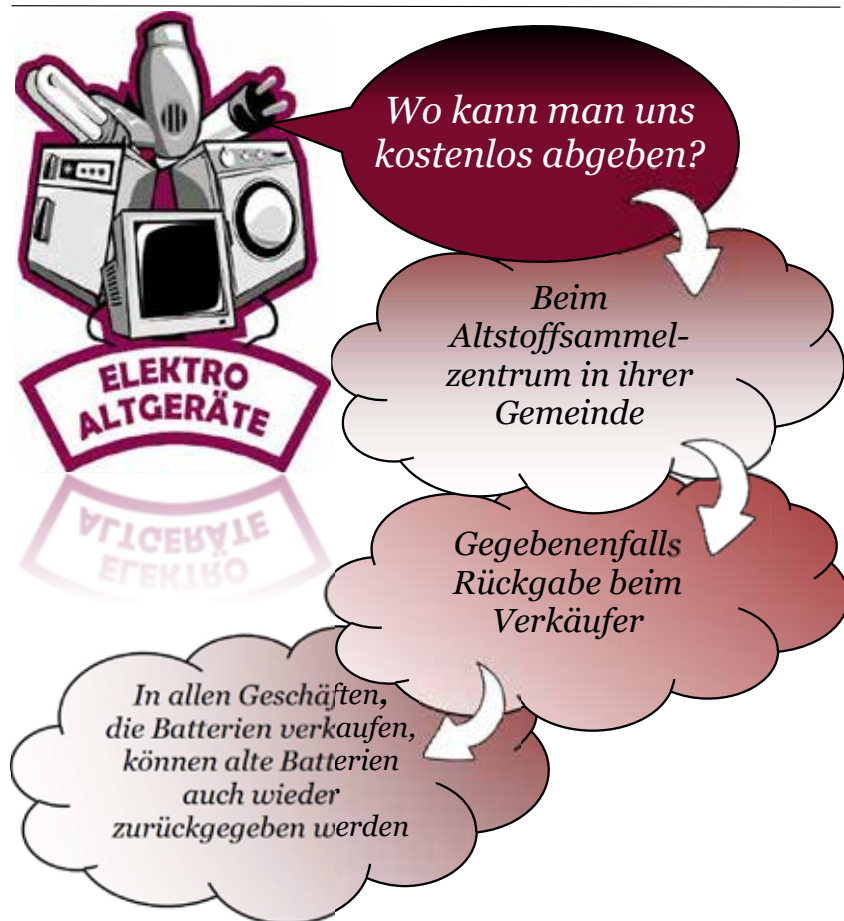 Wo kann man uns
kostenlos abgeben?
ELEKTRO
ALTGERÄTE
Beim
Altstoffsammel-
zentrum in ihrer
Gemeinde
Gegebenenfalls
Rückgabe beim
Verkäufer
In allen Geschäften,
die Batterien verkaufen,
können alte Batterien
auch wieder
zurückgegeben werden